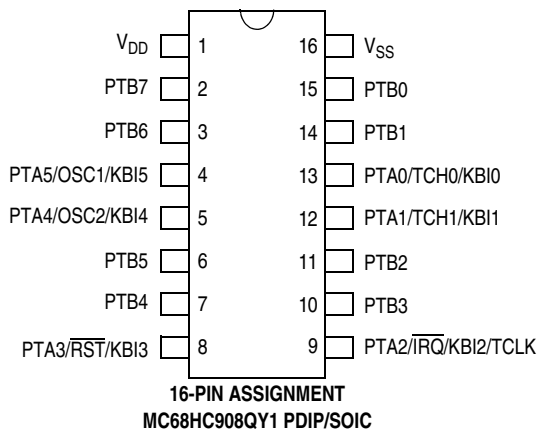 V_DD 1 16 V_SS
PTB7 2 15 PTB0
PTB6 3 14 PTB1
PTA5/OSC1/KBI5 4 13 PTA0/TCH0/KBI0
PTA4/OSC2/KBI4 5 12 PTA1/TCH1/KBI1
PTB5 6 11 PTB2
PTB4 7 10 PTB3
PTA3/R̅S̅T̅/KBI3 8 9 PTA2/I̅R̅Q̅/KBI2/TCLK
16-PIN ASSIGNMENT
MC68HC908QY1 PDIP/SOIC